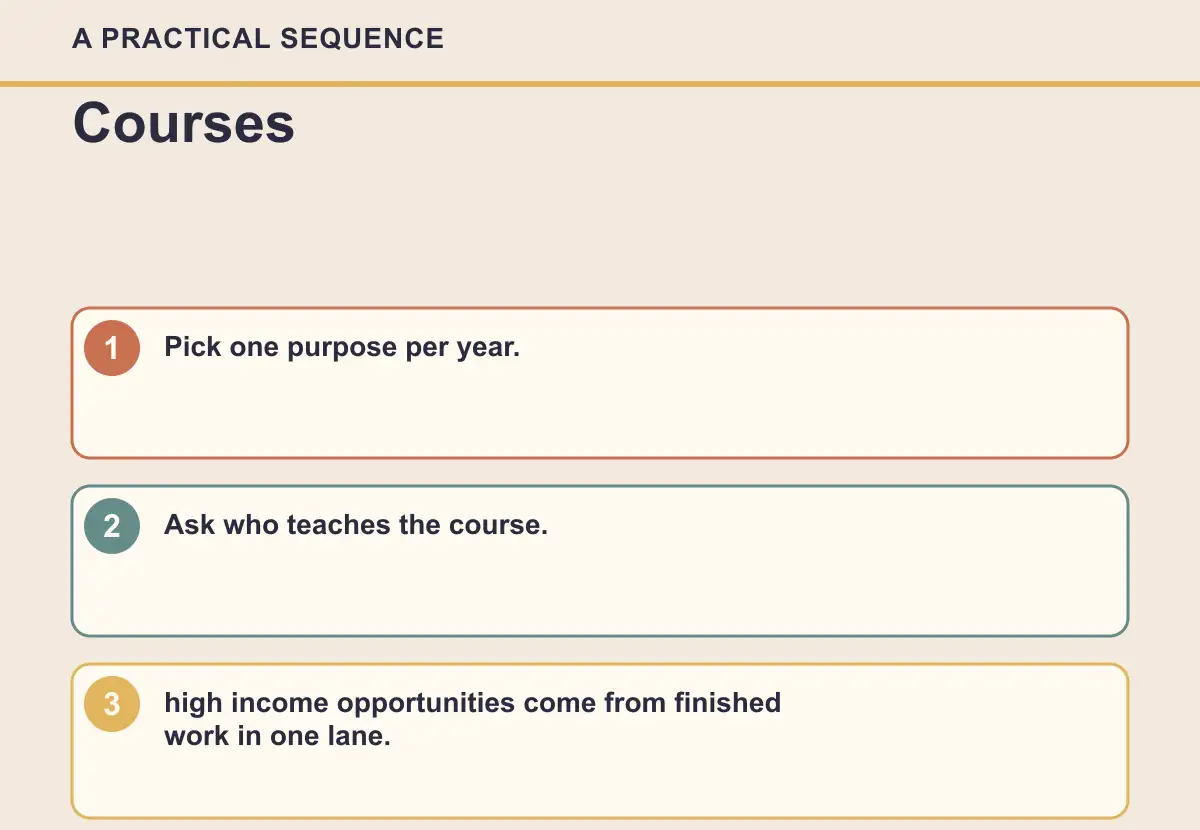 A PRACTICAL SEQUENCE
Courses
1
Pick one purpose per year.
2
Ask who teaches the course.
3
high income opportunities come from finished
work in one lane.